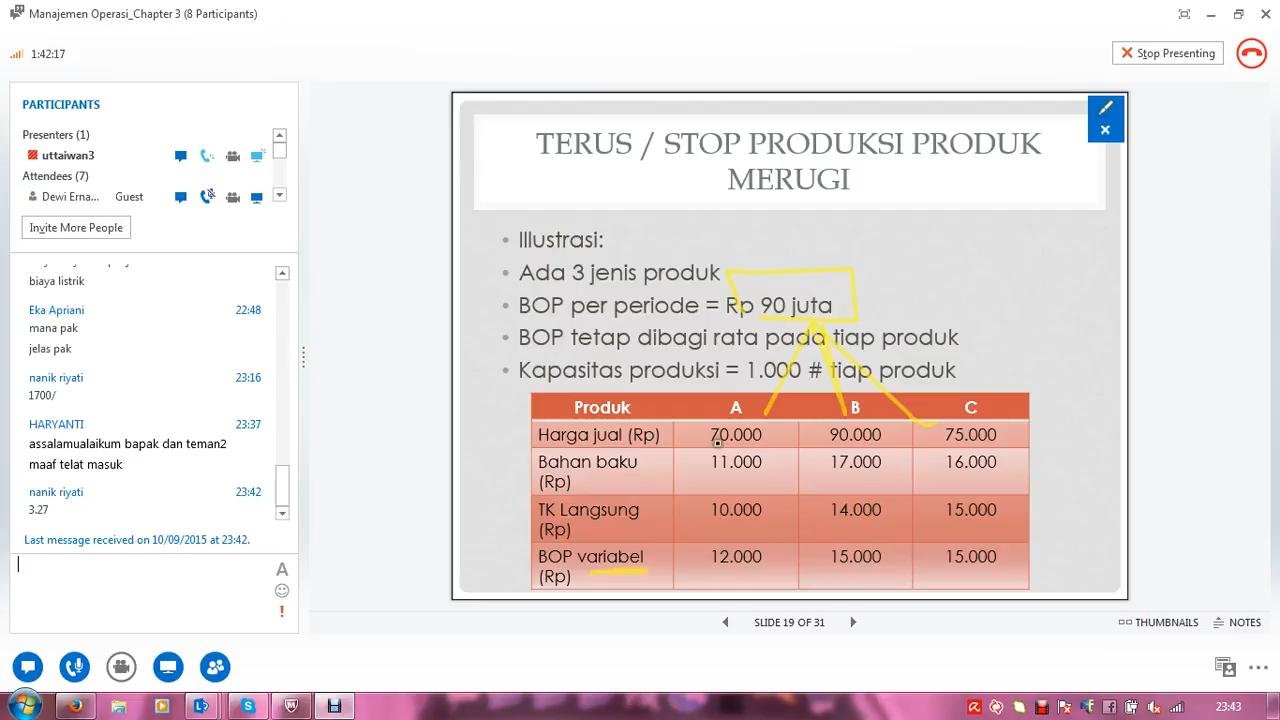 Manajemen Operasi_Chapter 3 (8 Participants)
1:42:17
Stop Presenting
PARTICIPANTS
Presenters (1)
uttaiwan3
Attendees (7)
Dewi Erna... Guest
Invite More People
biaya listrik
Eka Apriani 22:48
mana pak
jelas pak
nanik riyati 23:16
1700/
HARYANTI 23:37
assalamualaikum bapak dan teman2
maaf telat masuk
nanik riyati 23:42
3.27
Last message received on 10/09/2015 at 23:42.
A
TERUS / STOP PRODUKSI PRODUK
MERUGI
• Illustrasi:
• Ada 3 jenis produk
• BOP per periode = Rp 90 juta
• BOP tetap dibagi rata pada tiap produk
• Kapasitas produksi = 1.000 # tiap produk
Produk A B C
Harga jual (Rp) 70.000 90.000 75.000
Bahan baku (Rp) 11.000 17.000 16.000
TK Langsung (Rp) 10.000 14.000 15.000
BOP variabel (Rp) 12.000 15.000 15.000
SLIDE 19 OF 31
THUMBNAILS
NOTES
23:43